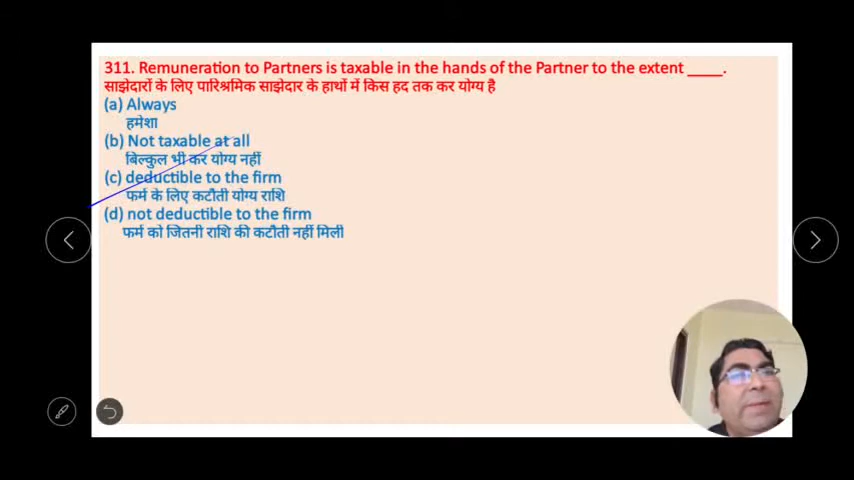 311. Remuneration to Partners is taxable in the hands of the Partner to the extent ____.
साझेदारों के लिए पारिश्रमिक साझेदार के हाथों में किस हद तक कर योग्य है
(a) Always
हमेशा
(b) Not taxable at all
बिल्कुल भी कर योग्य नहीं
(c) deductible to the firm
फर्म के लिए कटौती योग्य राशि
(d) not deductible to the firm
फर्म को जितनी राशि की कटौती नहीं मिली